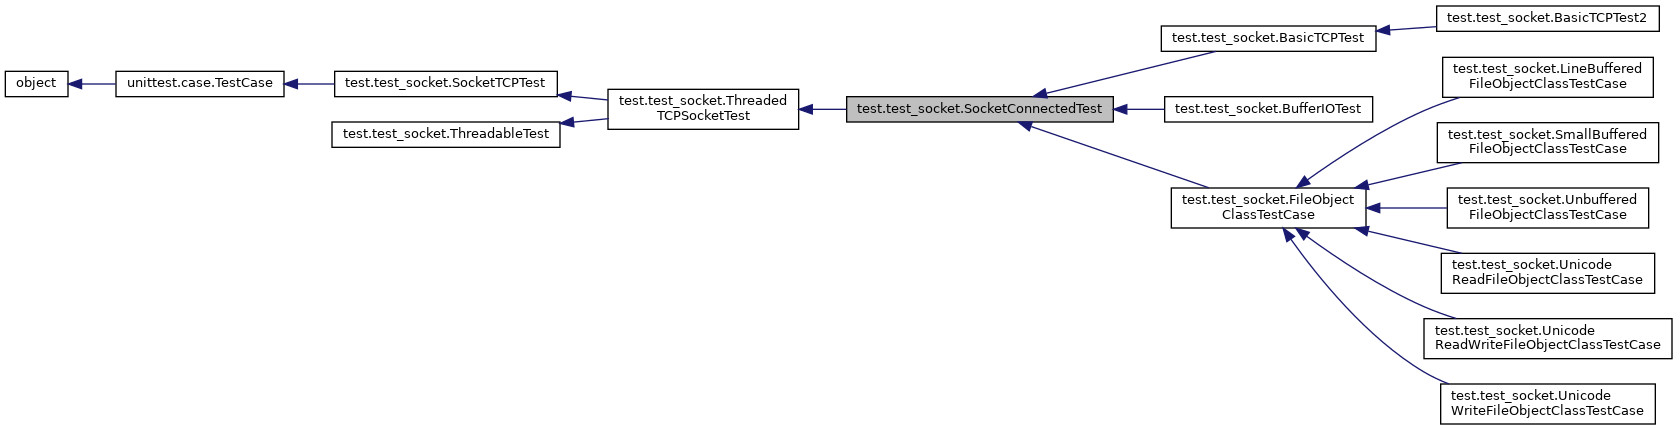 object
unittest.case.TestCase
test.test_socket.SocketTCPTest
test.test_socket.ThreadableTest
test.test_socket.Threaded
TCPSocketTest
test.test_socket.SocketConnectedTest
test.test_socket.BasicTCPTest
test.test_socket.BasicTCPTest2
test.test_socket.BufferIOTest
test.test_socket.FileObject
ClassTestCase
test.test_socket.LineBuffered
FileObjectClassTestCase
test.test_socket.SmallBuffered
FileObjectClassTestCase
test.test_socket.Unbuffered
FileObjectClassTestCase
test.test_socket.Unicode
ReadFileObjectClassTestCase
test.test_socket.Unicode
ReadWriteFileObjectClassTestCase
test.test_socket.Unicode
WriteFileObjectClassTestCase